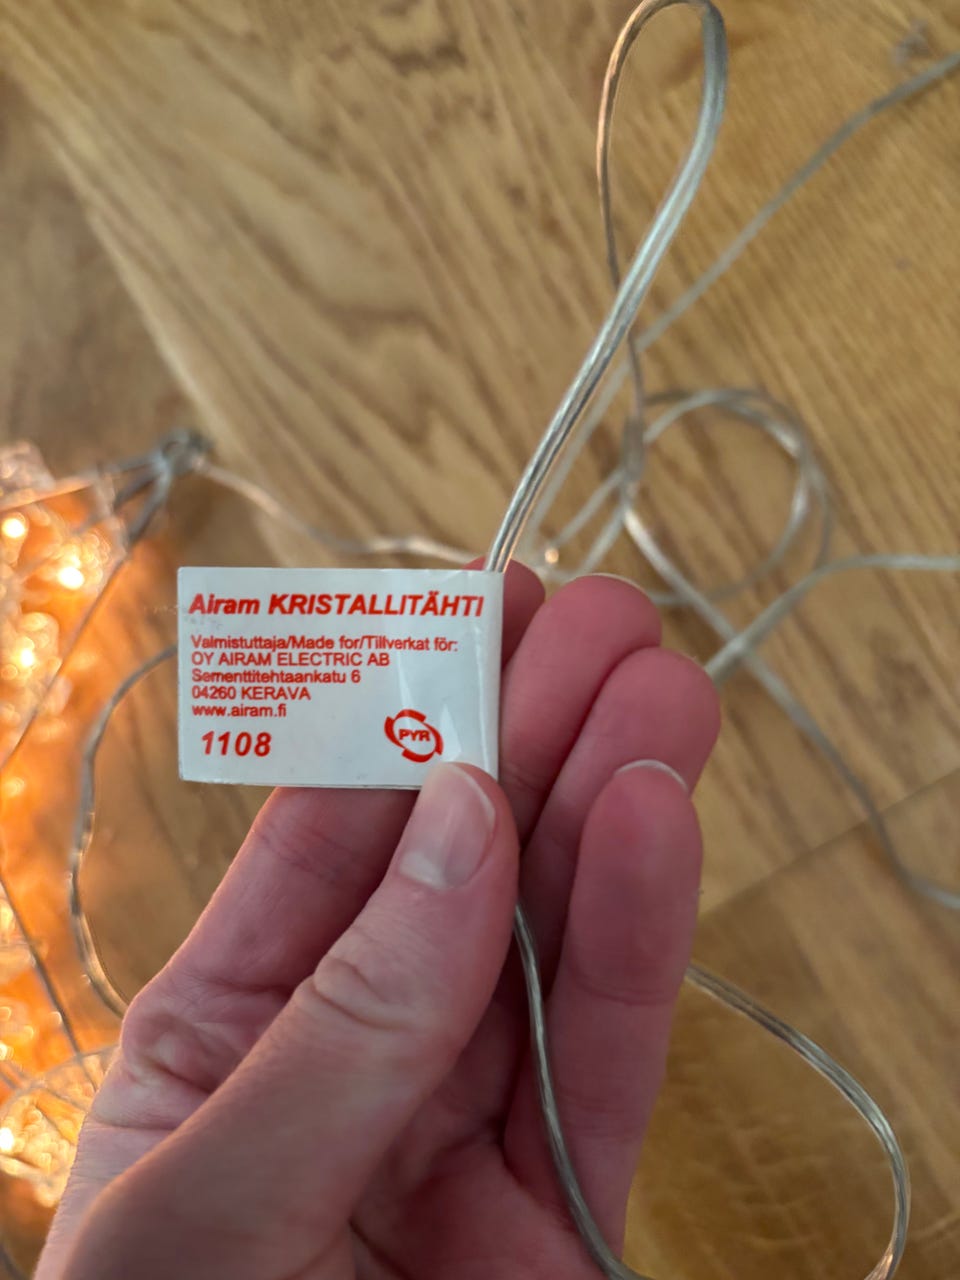 Airam KRISTALLITÄHTI
Valmistuttaja/Made for/Tillverkat för:
OY AIRAM ELECTRIC AB
Sementtitehtaankatu 6
04260 KERAVA
www.airam.fi
1108
PYR